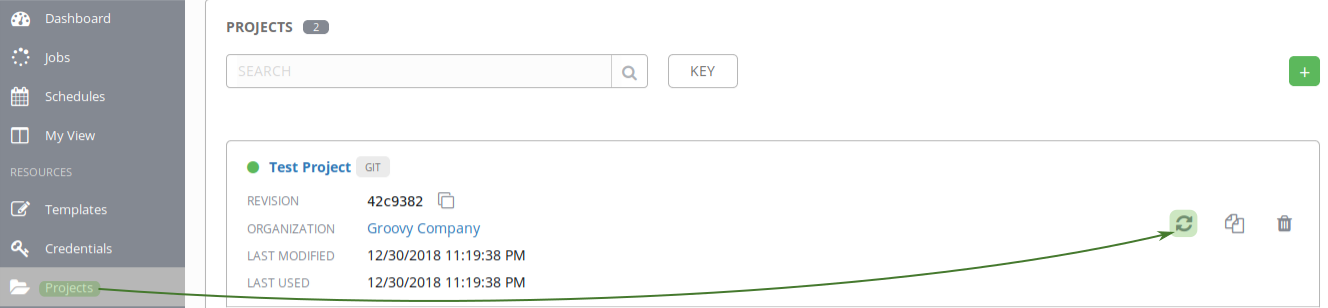 Dashboard
Jobs
Schedules
My View
RESOURCES
Templates
Credentials
Projects
PROJECTS 2
SEARCH
KEY
+
Test Project GIT
REVISION 42c9382
ORGANIZATION Groovy Company
LAST MODIFIED 12/30/2018 11:19:38 PM
LAST USED 12/30/2018 11:19:38 PM